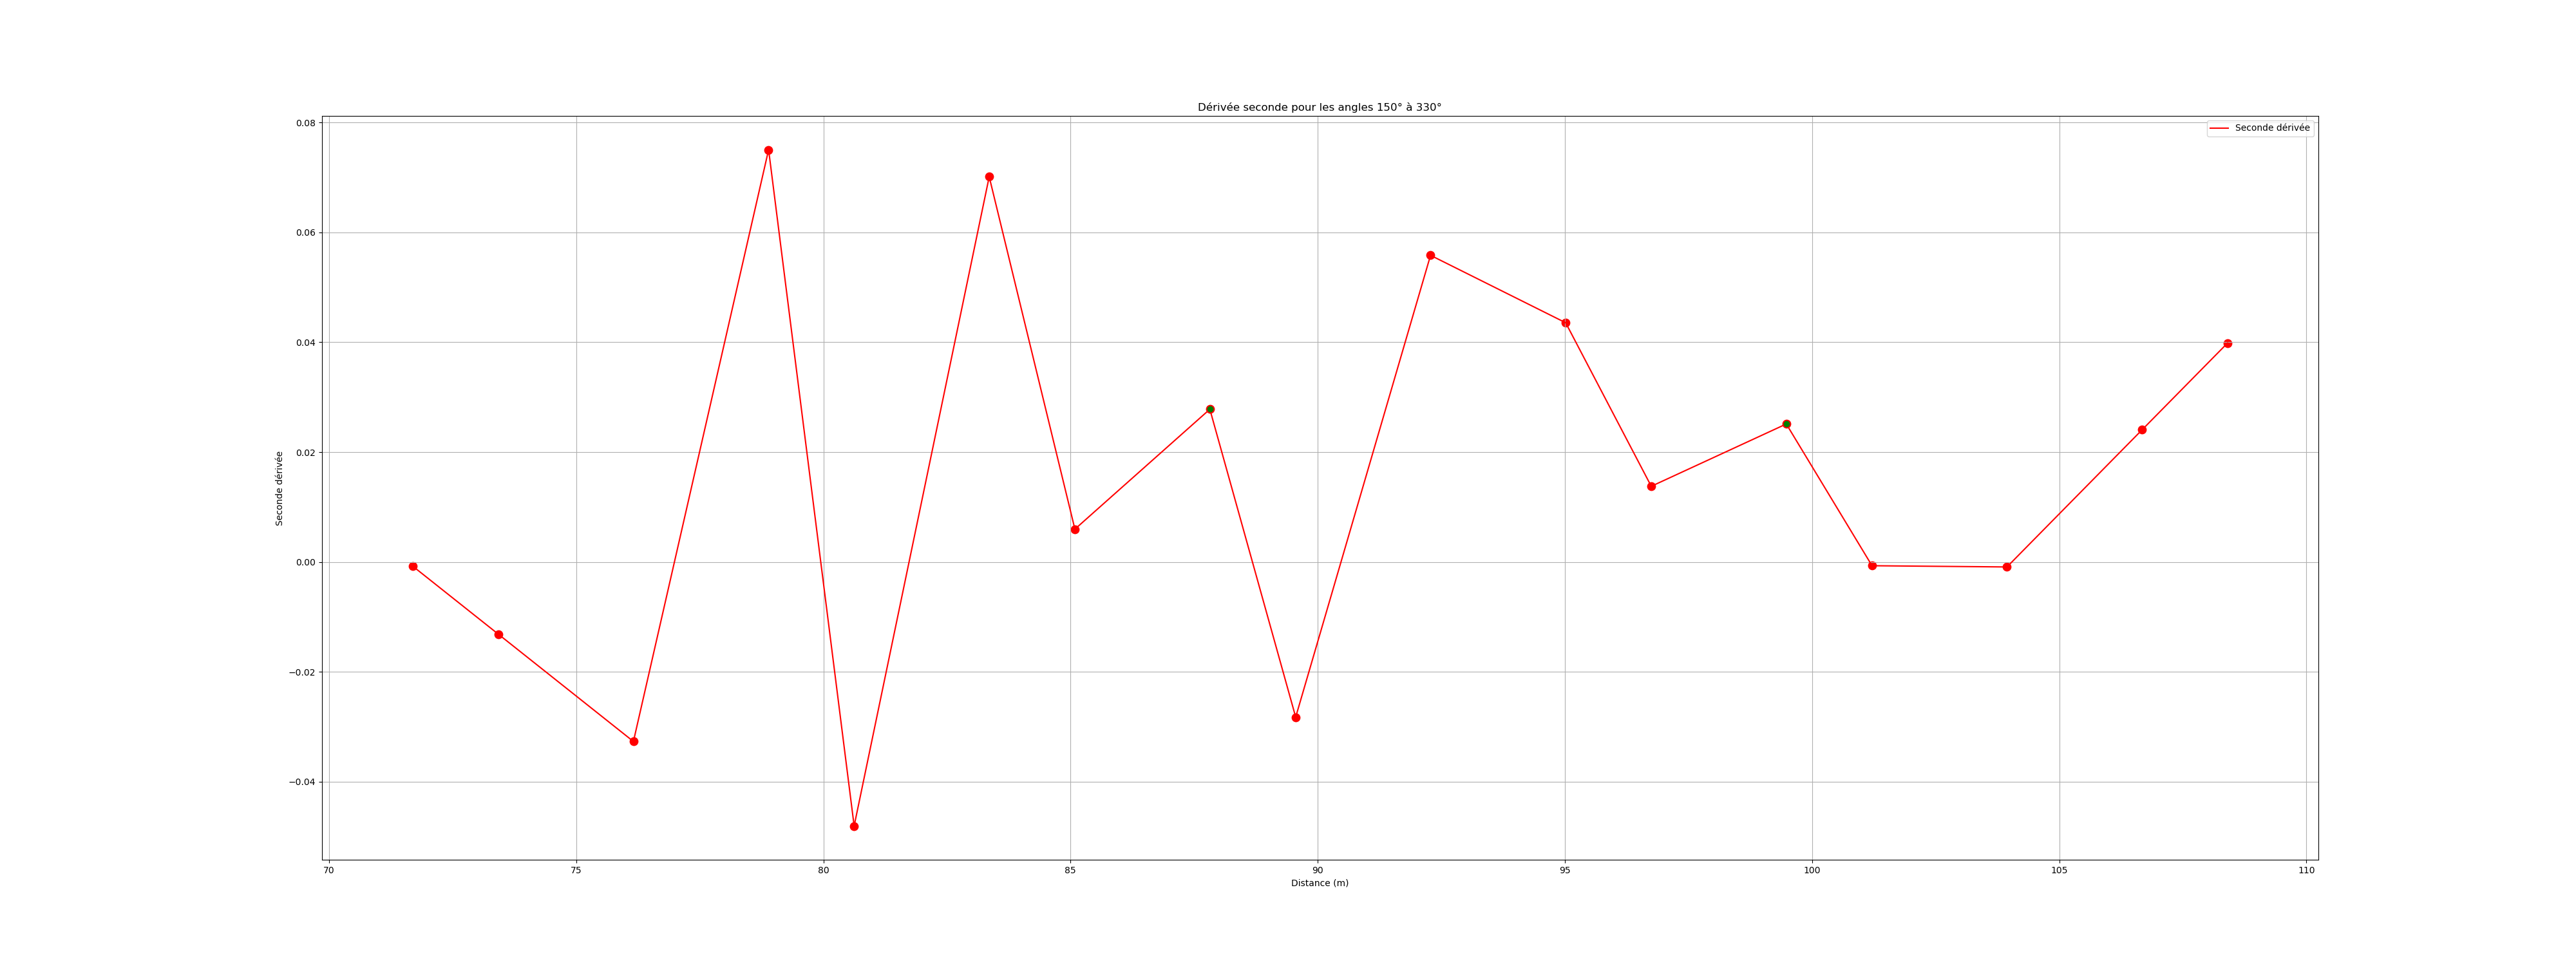 Dérivée seconde pour les angles 150° à 330°
Seconde dérivée
0.08
0.06
0.04
0.02
0.00
−0.02
−0.04
Seconde dérivée
70 75 80 85 90 95 100 105 110
Distance (m)